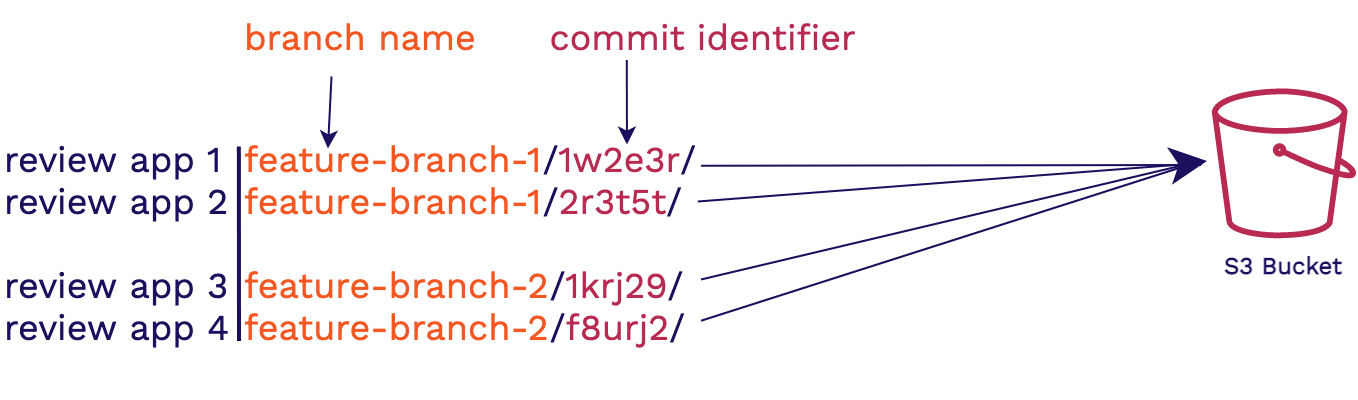 branch name commit identifier
review app 1 feature-branch-1/1w2e3r/
review app 2 feature-branch-1/2r3t5t/
review app 3 feature-branch-2/1krj29/
review app 4 feature-branch-2/f8urj2/
S3 Bucket